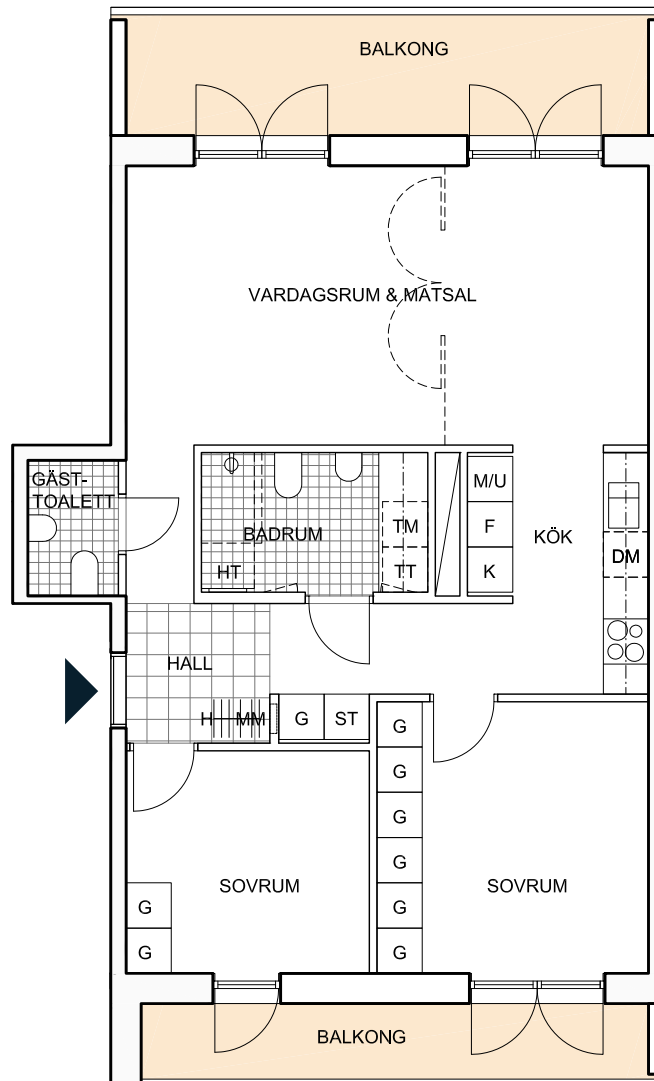 BALKONG
VARDAGSRUM & MATSAL
GÄST-
TOALETT
M/U
BADRUM
TM
F
KÖK
DM
HT
TT
K
HALL
H
MM
G
ST
G
G
G
SOVRUM
G
SOVRUM
G
G
G
G
BALKONG